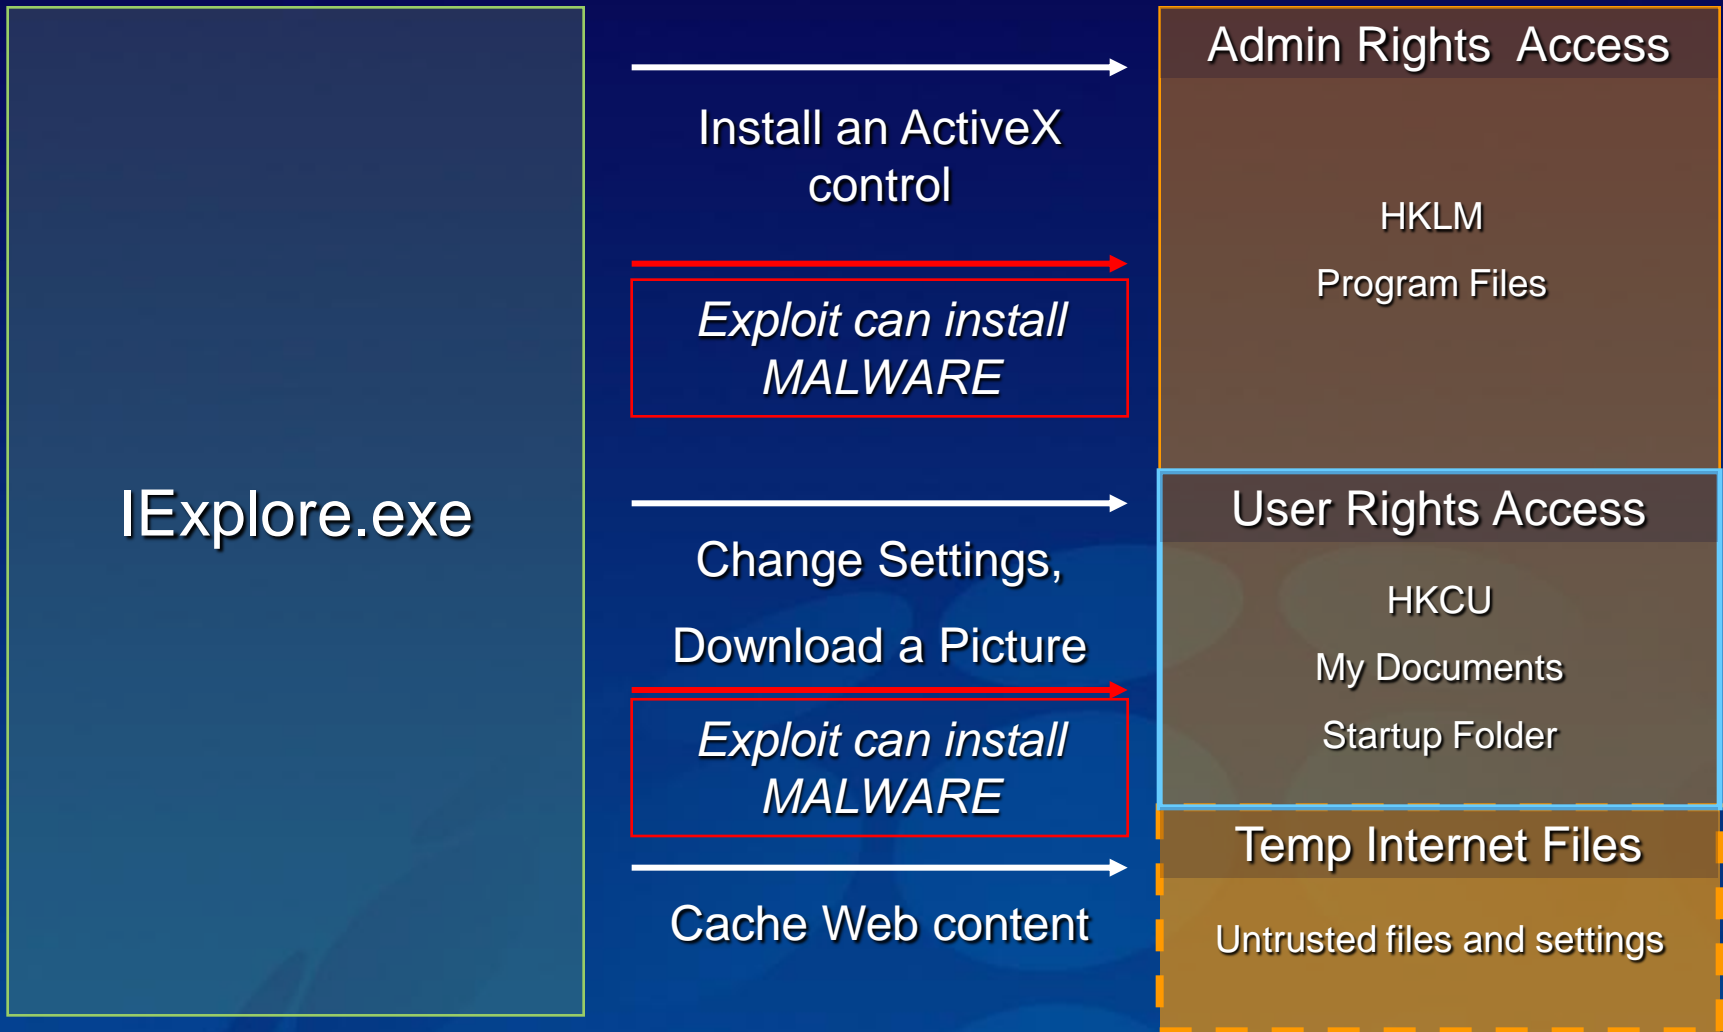 IExplore.exe
Install an ActiveX
control
Exploit can install
MALWARE
Change Settings,
Download a Picture
Exploit can install
MALWARE
Cache Web content
Admin Rights  Access
HKLM
Program Files
User Rights Access
HKCU
My Documents
Startup Folder
Temp Internet Files
Untrusted files and settings